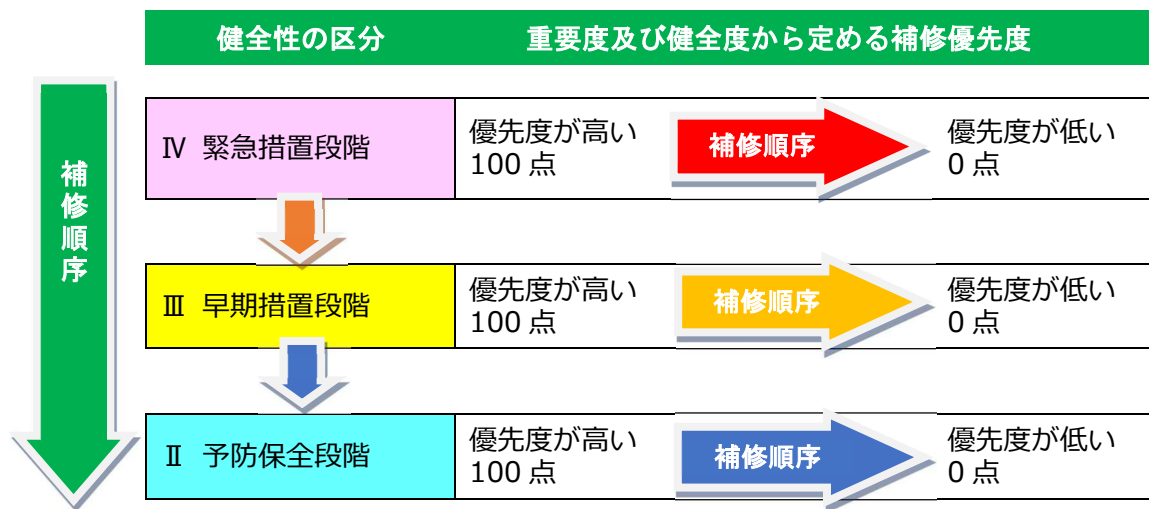 健全性の区分
重要度及び健全度から定める補修優先度
補修順序
Ⅳ 緊急措置段階
優先度が高い
100 点
補修順序
優先度が低い
0 点
Ⅲ 早期措置段階
優先度が高い
100 点
補修順序
優先度が低い
0 点
Ⅱ 予防保全段階
優先度が高い
100 点
補修順序
優先度が低い
0 点